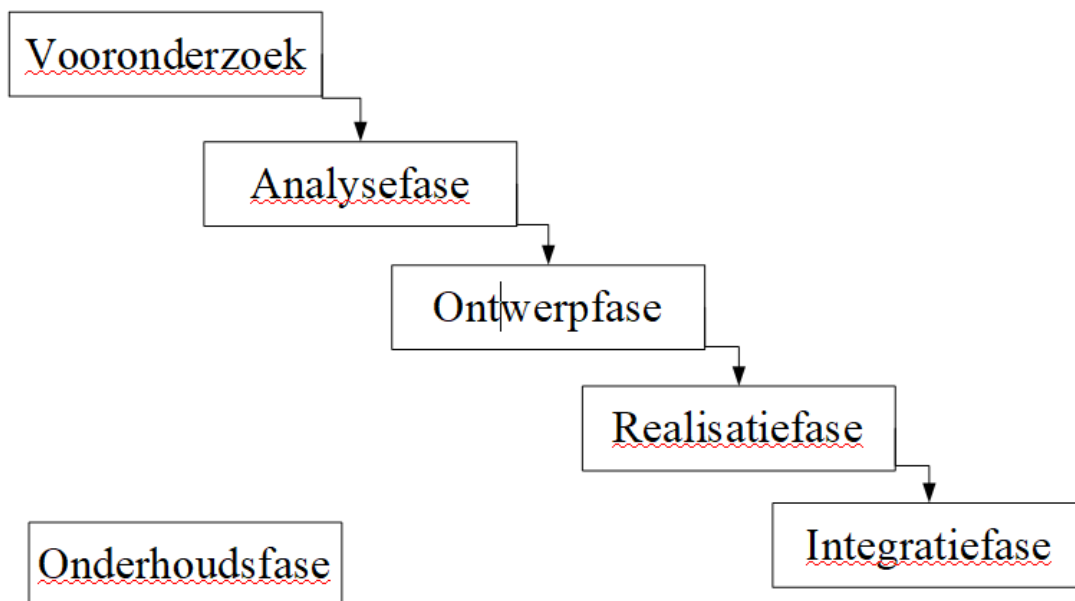 Vooronderzoek
Analysefase
Ontwerpfase
Realisatiefase
Integratiefase
Onderhoudsfase